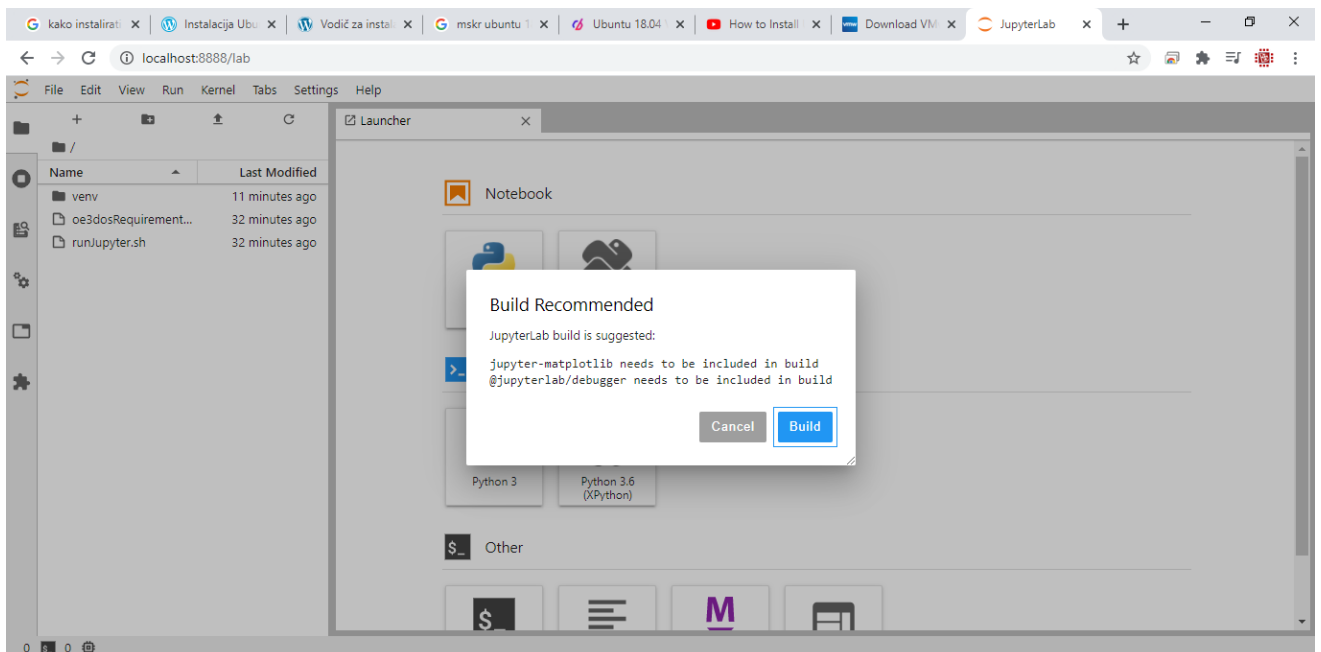 kako instalirati
Instalacija Ubu
Vodič za instala
mskr ubuntu 1
Ubuntu 18.04
How to Install
Download VM
JupyterLab
localhost:8888/lab
File Edit View Run Kernel Tabs Settings Help
Launcher
/
Name Last Modified
venv 11 minutes ago
oe3dosRequirement... 32 minutes ago
runJupyter.sh 32 minutes ago
Notebook
Build Recommended
JupyterLab build is suggested:
jupyter-matplotlib needs to be included in build
@jupyterlab/debugger needs to be included in build
Cancel Build
Python 3
Python 3.6
(XPython)
$_ Other
$_ M
0 $_ 0